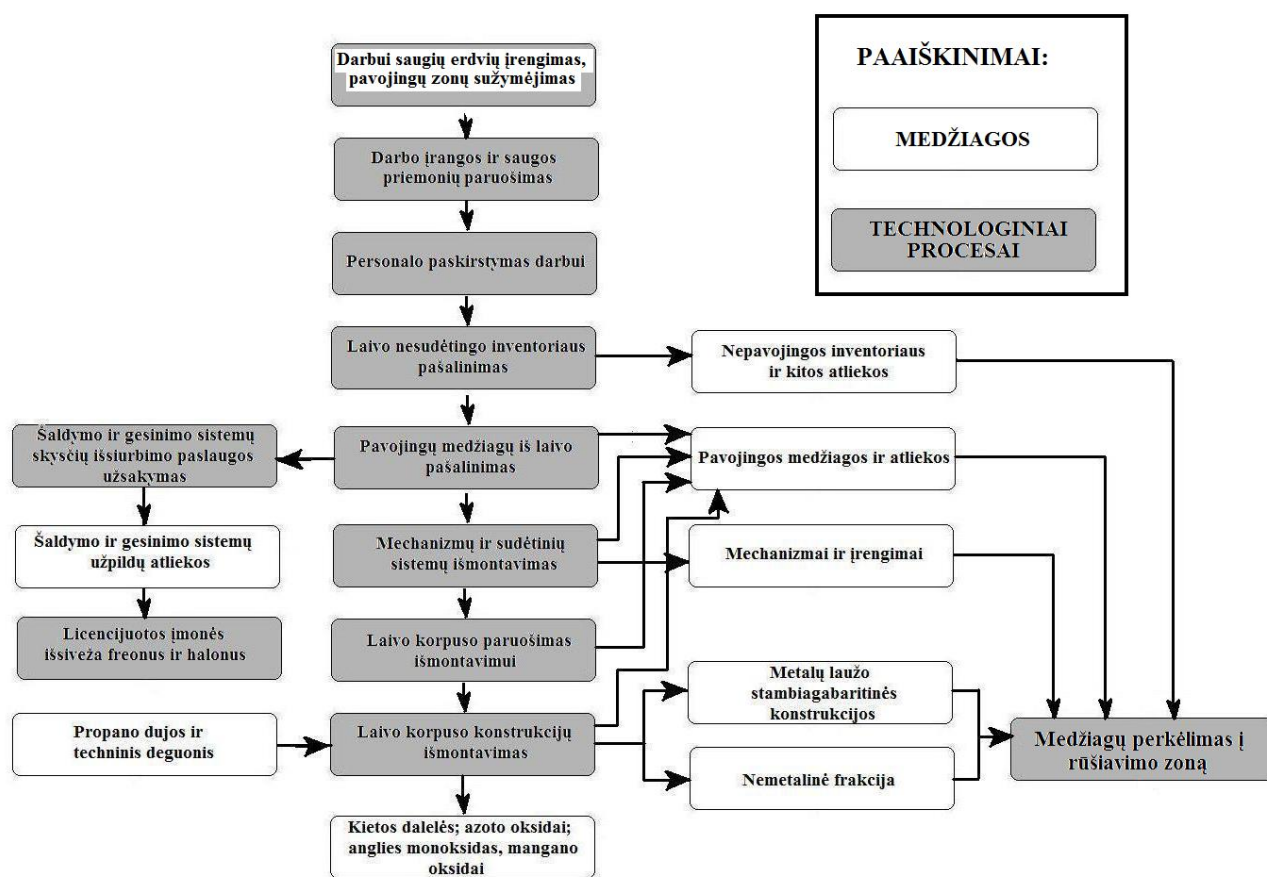 Darbui saugių erdvių įrengimas,
pavojingų zonų sužymėjimas
PAAIŠKINIMAI:
MEDŽIAGOS
TECHNOLOGINIAI
PROCESAI
Darbo įrangos ir saugos
priemonių paruošimas
Personalo paskirstymas darbui
Laivo nesudėtingo inventoriaus
pašalinimas
Nepavojingos inventoriaus
ir kitos atliekos
Šaldymo ir gesinimo sistemų
skysčių išsiurbimo paslaugos
užsakymas
Pavojingų medžiagų iš laivo
pašalinimas
Pavojingos medžiagos ir atliekos
Šaldymo ir gesinimo sistemų
užpildų atliekos
Mechanizmų ir sudėtinių
sistemų išmontavimas
Mechanizmai ir įrengimai
Licencijuotos įmonės
išsiveža freonus ir halonus
Laivo korpuso paruošimas
išmontavimui
Metalų laužo
stambiagabaritinės
konstrukcijos
Propano dujos ir
techninis deguonis
Laivo korpuso konstrukcijų
išmontavimas
Nemetalinė frakcija
Medžiagų perkėlimas į
rūšiavimo zoną
Kietos dalelės; azoto oksidai;
anglies monoksidas, mangano
oksidai